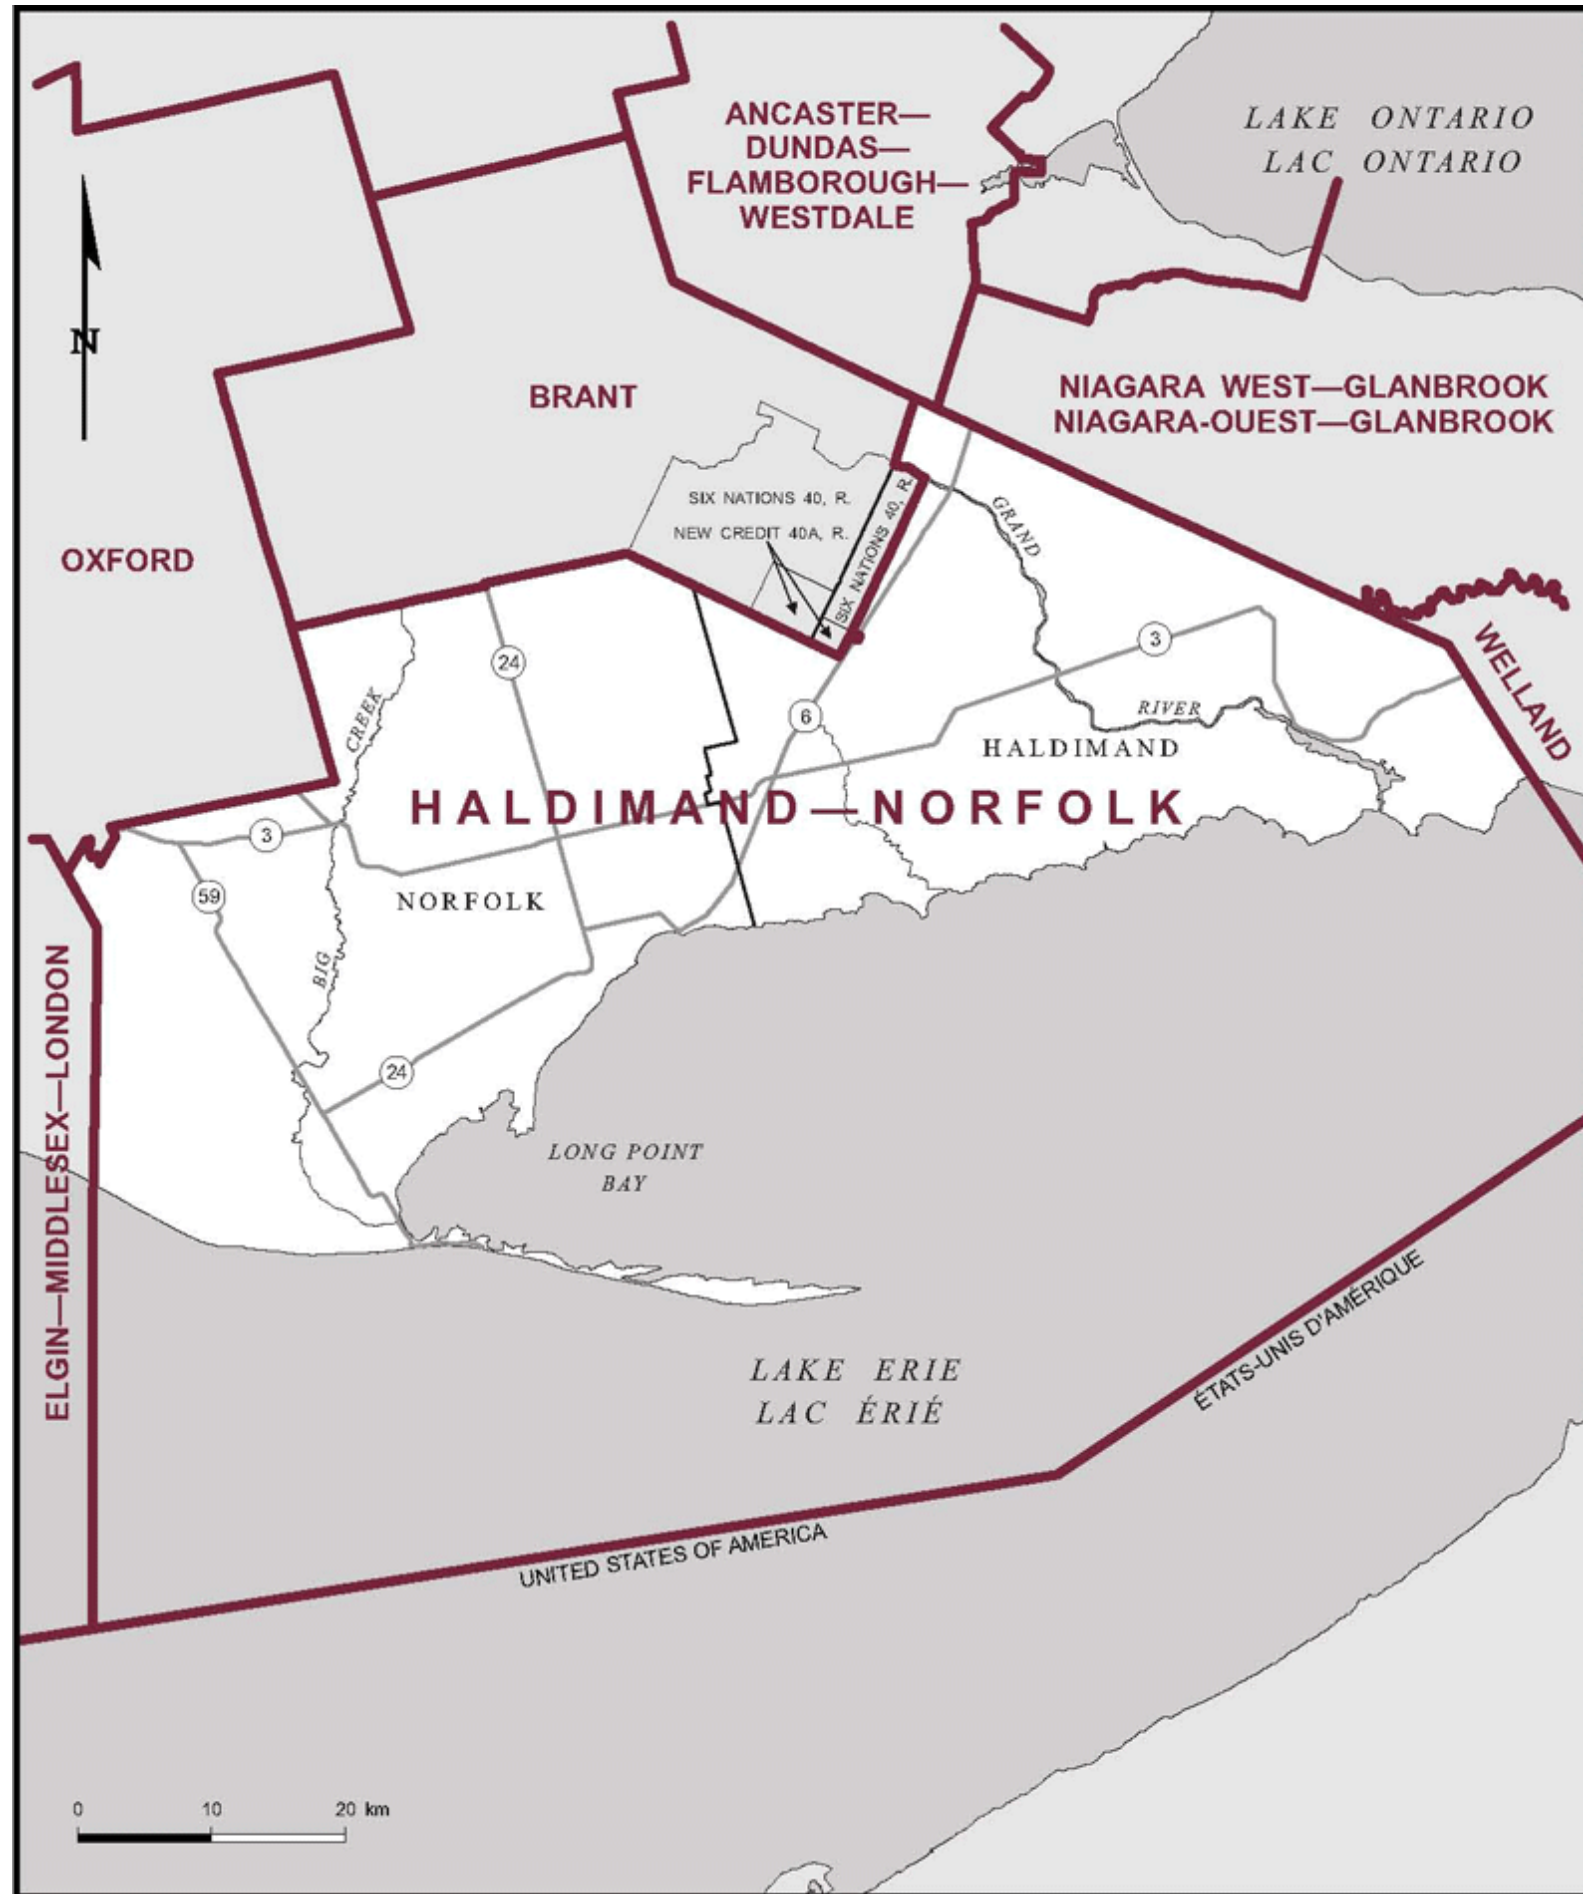 ANCASTER—
DUNDAS—
FLAMBOROUGH—
WESTDALE
LAKE ONTARIO
LAC ONTARIO
N
BRANT
NIAGARA WEST—GLANBROOK
NIAGARA-OUEST—GLANBROOK
SIX NATIONS 40, R.
NEW CREDIT 40A, R.
SIX NATIONS 40, R.
GRAND
RIVER
OXFORD
WELLAND
24
3
6
CREEK
BIG
HALDIMAND
HALDIMAND—NORFOLK
3
59
NORFOLK
24
ELGIN—MIDDLESEX—LONDON
LONG POINT
BAY
LAKE ERIE
LAC ÉRIÉ
ÉTATS-UNIS D'AMÉRIQUE
UNITED STATES OF AMERICA
0 10 20 km